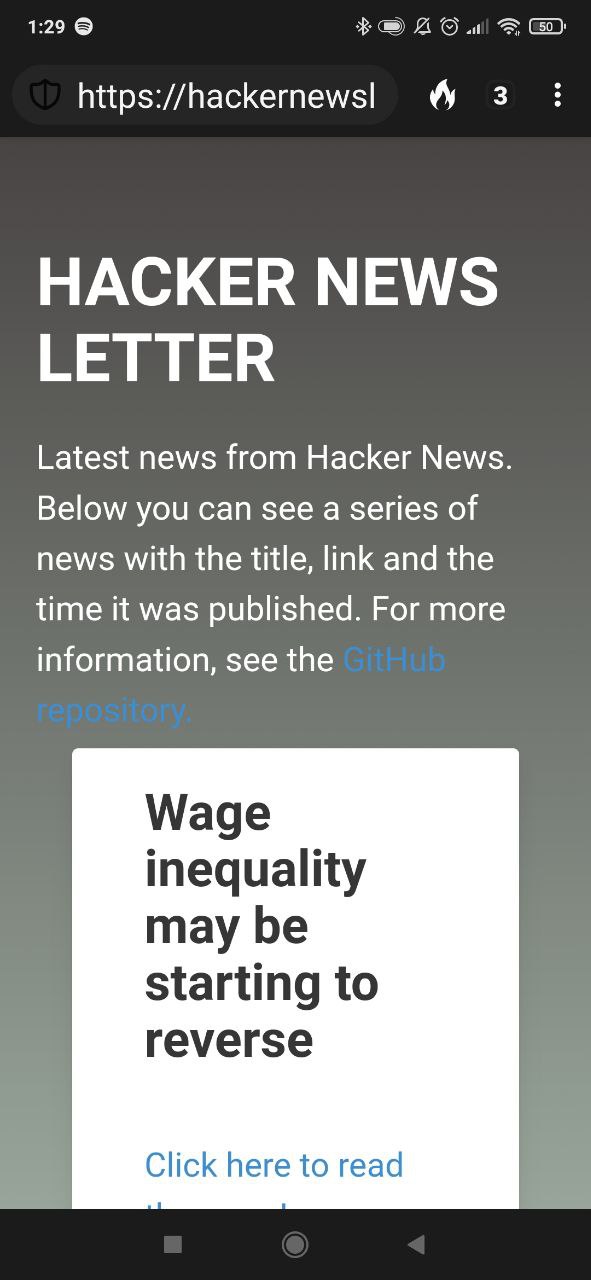 1:29
50
https://hackernewsl
3
HACKER NEWS
LETTER
Latest news from Hacker News.
Below you can see a series of
news with the title, link and the
time it was published. For more
information, see the GitHub
repository.
Wage
inequality
may be
starting to
reverse
Click here to read